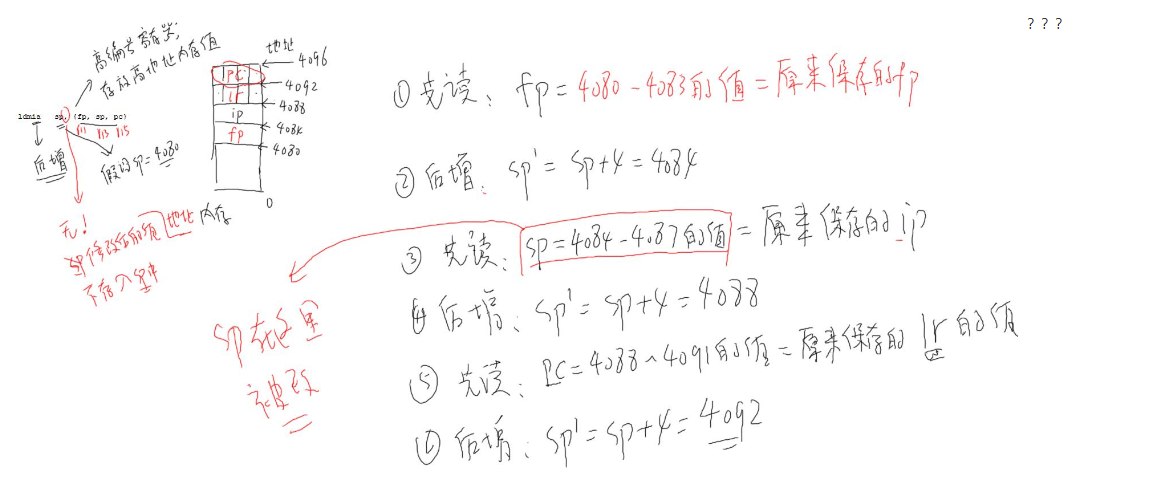 ? ? ?
高编号寄存器,
存放高地址内存值
ldmia sp, (fp, sp, pc)
11 13 15
后增
假设sp=4080
无!
sp修改后的值 地址 内存
不存入sp中
地址
pc 4096
lr 4092
ip 4088
fp 4084
4080
0
① 先读: fp = 4080-4083的值 = 原来保存的fp
② 后增: sp' = sp+4 = 4084
③ 先读: sp=4084-4087的值 = 原来保存的ip
④ 后增: sp' = sp+4 = 4088
⑤ 先读: pc=4088~4091的值=原来保存的lr的值
⑥ 后增: sp'=sp+4=4092
sp在这里
被改